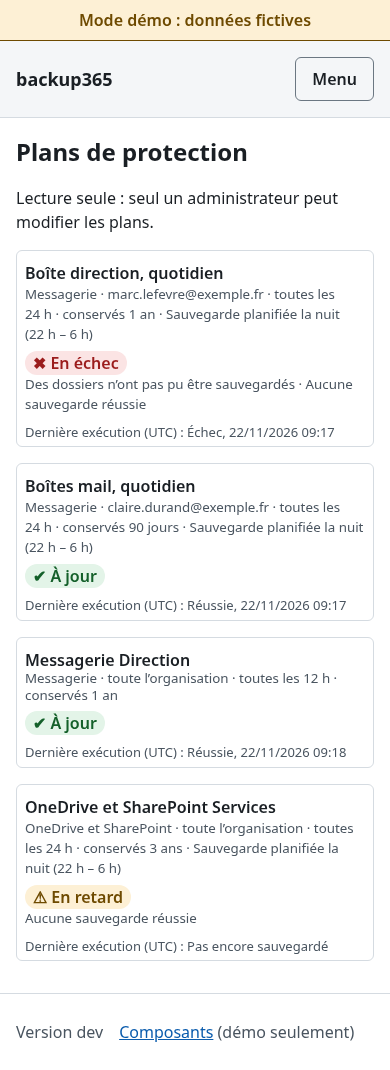 Mode démo : données fictives
backup365
Menu
Plans de protection
Lecture seule : seul un administrateur peut
modifier les plans.
Boîte direction, quotidien
Messagerie · marc.lefevre@exemple.fr · toutes les
24 h · conservés 1 an · Sauvegarde planifiée la nuit
(22 h – 6 h)
✖ En échec
Des dossiers n’ont pas pu être sauvegardés · Aucune
sauvegarde réussie
Dernière exécution (UTC) : Échec, 22/11/2026 09:17
Boîtes mail, quotidien
Messagerie · claire.durand@exemple.fr · toutes les
24 h · conservés 90 jours · Sauvegarde planifiée la nuit
(22 h – 6 h)
✔ À jour
Dernière exécution (UTC) : Réussie, 22/11/2026 09:17
Messagerie Direction
Messagerie · toute l’organisation · toutes les 12 h ·
conservés 1 an
✔ À jour
Dernière exécution (UTC) : Réussie, 22/11/2026 09:18
OneDrive et SharePoint Services
OneDrive et SharePoint · toute l’organisation · toutes
les 24 h · conservés 3 ans · Sauvegarde planifiée la
nuit (22 h – 6 h)
⚠ En retard
Aucune sauvegarde réussie
Dernière exécution (UTC) : Pas encore sauvegardé
Version dev Composants (démo seulement)